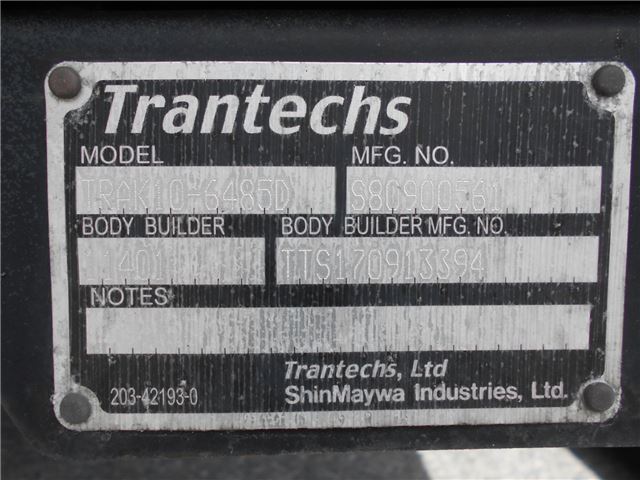 Trantechs
MODEL MFG. NO.
TRAK10-6485D S80900561
BODY BUILDER BODY BUILDER MFG. NO.
11401 TTS170913394
NOTES
Trantechs, Ltd
203-42193-0 ShinMaywa Industries, Ltd.